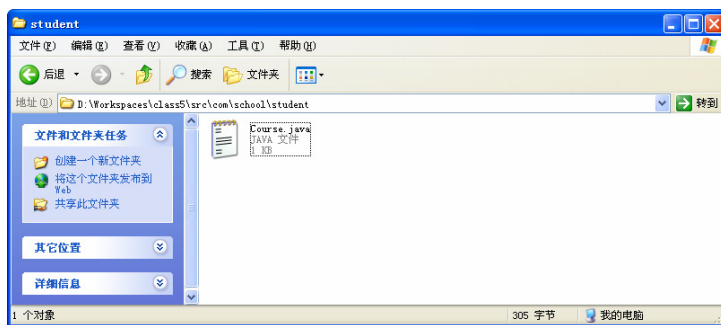 student
文件(F) 编辑(E) 查看(V) 收藏(A) 工具(T) 帮助(H)
后退 搜索 文件夹
地址(D) D:\Workspaces\class5\src\com\school\student 转到
文件和文件夹任务
创建一个新文件夹
将这个文件夹发布到
Web
共享此文件夹
其它位置
详细信息
Course.java
JAVA 文件
1 KB
1 个对象 305 字节 我的电脑